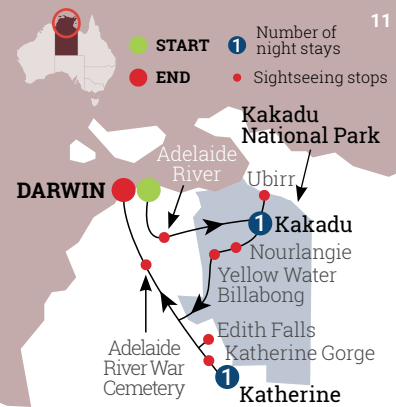 11
START
1 Number of
night stays
END
Sightseeing stops
Kakadu
National Park
Adelaide
River
Ubirr
DARWIN
1 Kakadu
Nourlangie
Yellow Water
Billabong
Edith Falls
Adelaide
River War
Cemetery
Katherine Gorge
1
Katherine